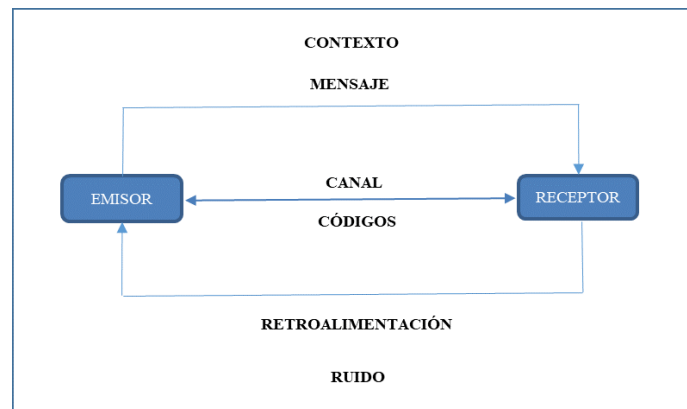 CONTEXTO
MENSAJE
EMISOR
CANAL
RECEPTOR
CÓDIGOS
RETROALIMENTACIÓN
RUIDO